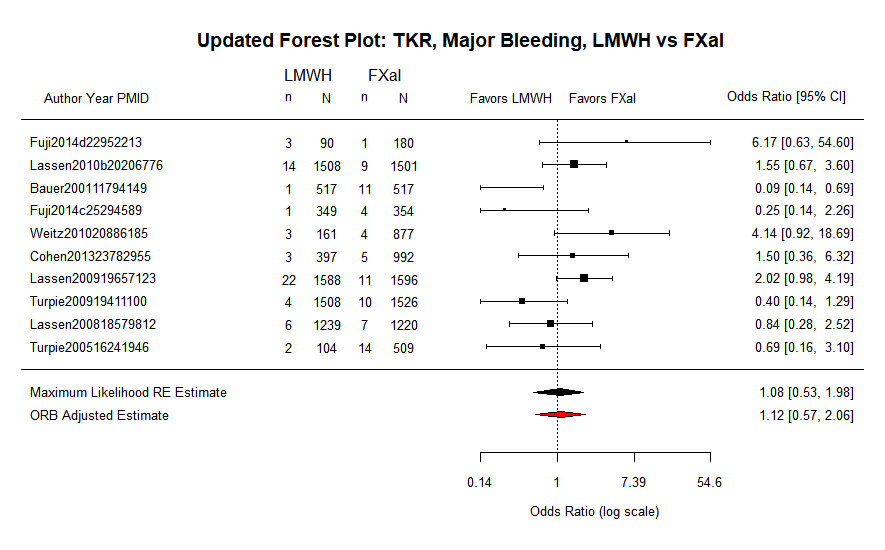 Updated Forest Plot: TKR, Major Bleeding, LMWH vs FXaI
LMWH FXaI
Author Year PMID n N n N Favors LMWH Favors FXaI Odds Ratio [95% CI]
Fuji2014d22952213 3 90 1 180 6.17 [0.63, 54.60]
Lassen2010b20206776 14 1508 9 1501 1.55 [0.67, 3.60]
Bauer200111794149 1 517 11 517 0.09 [0.14, 0.69]
Fuji2014c25294589 1 349 4 354 0.25 [0.14, 2.26]
Weitz201020886185 3 161 4 877 4.14 [0.92, 18.69]
Cohen201323782955 3 397 5 992 1.50 [0.36, 6.32]
Lassen200919657123 22 1588 11 1596 2.02 [0.98, 4.19]
Turpie200919411100 4 1508 10 1526 0.40 [0.14, 1.29]
Lassen200818579812 6 1239 7 1220 0.84 [0.28, 2.52]
Turpie200516241946 2 104 14 509 0.69 [0.16, 3.10]
Maximum Likelihood RE Estimate 1.08 [0.53, 1.98]
ORB Adjusted Estimate 1.12 [0.57, 2.06]
0.14 1 7.39 54.6
Odds Ratio (log scale)